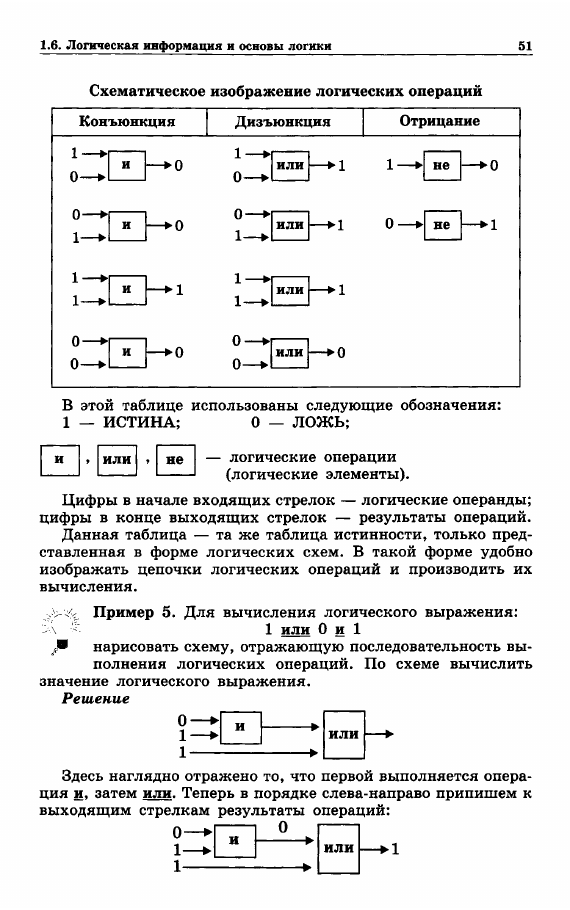 1.6. Логическая информация и основы логики 51
Схематическое изображение логических операций
Конъюнкция Дизъюнкция Отрицание
1 0 и 0
1 0 или 1
1 не 0
0 1 и 0
0 1 или 1
0 не 1
1 1 и 1
1 1 или 1
0 0 и 0
0 0 или 0
В этой таблице использованы следующие обозначения:
1 — ИСТИНА; 0 — ЛОЖЬ;
и , или , не — логические операции
(логические элементы).
Цифры в начале входящих стрелок — логические операнды;
цифры в конце выходящих стрелок — результаты операций.
Данная таблица — та же таблица истинности, только пред-
ставленная в форме логических схем. В такой форме удобно
изображать цепочки логических операций и производить их
вычисления.
Пример 5. Для вычисления логического выражения:
1 или 0 и 1
нарисовать схему, отражающую последовательность вы-
полнения логических операций. По схеме вычислить
значение логического выражения.
Решение
0
1 и или
1
Здесь наглядно отражено то, что первой выполняется опера-
ция и, затем или. Теперь в порядке слева-направо припишем к
выходящим стрелкам результаты операций:
0 0
1 и или 1
1